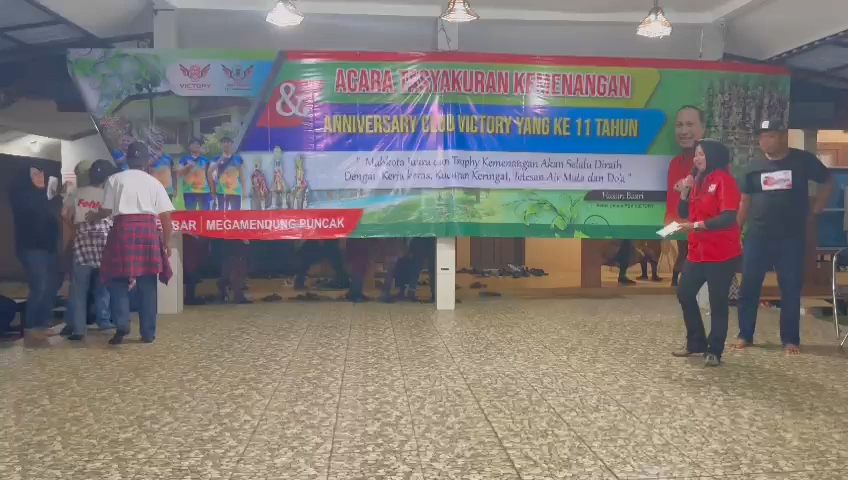 VICTORY
ACARA TASYAKURAN KEMENANGAN
&
ANNIVERSARY CLUB VICTORY YANG KE 11 TAHUN
" Mahkota Juara dan Trophy Kemenangan Akan Selalu Diraih
Dengan Kerja Keras, Kucuran Keringat, Tetesan Air Mata dan Do'a "
Hasan Basri
BAR | MEGAMENDUNG PUNCAK